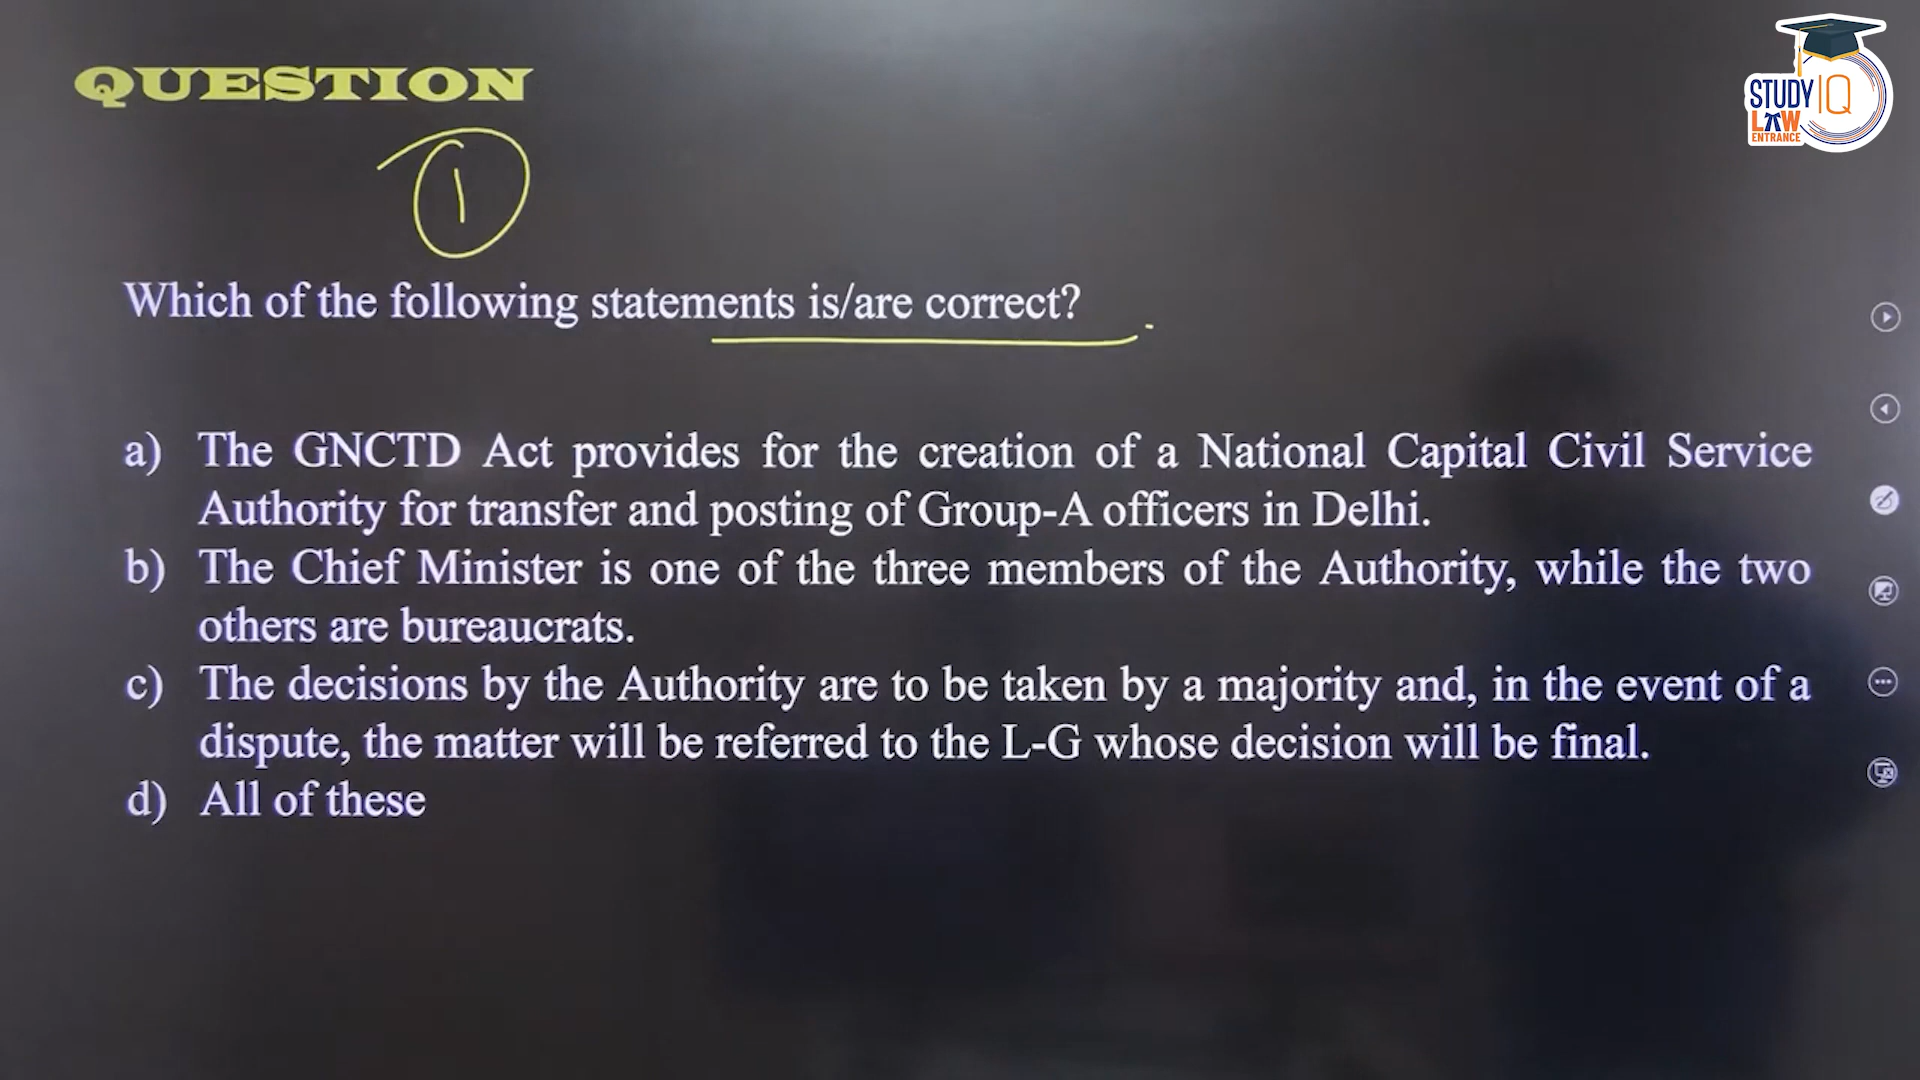 QUESTION
STUDY IQ
LAW
ENTRANCE
1
Which of the following statements is/are correct?
a) The GNCTD Act provides for the creation of a National Capital Civil Service
Authority for transfer and posting of Group-A officers in Delhi.
b) The Chief Minister is one of the three members of the Authority, while the two
others are bureaucrats.
c) The decisions by the Authority are to be taken by a majority and, in the event of a
dispute, the matter will be referred to the L-G whose decision will be final.
d) All of these